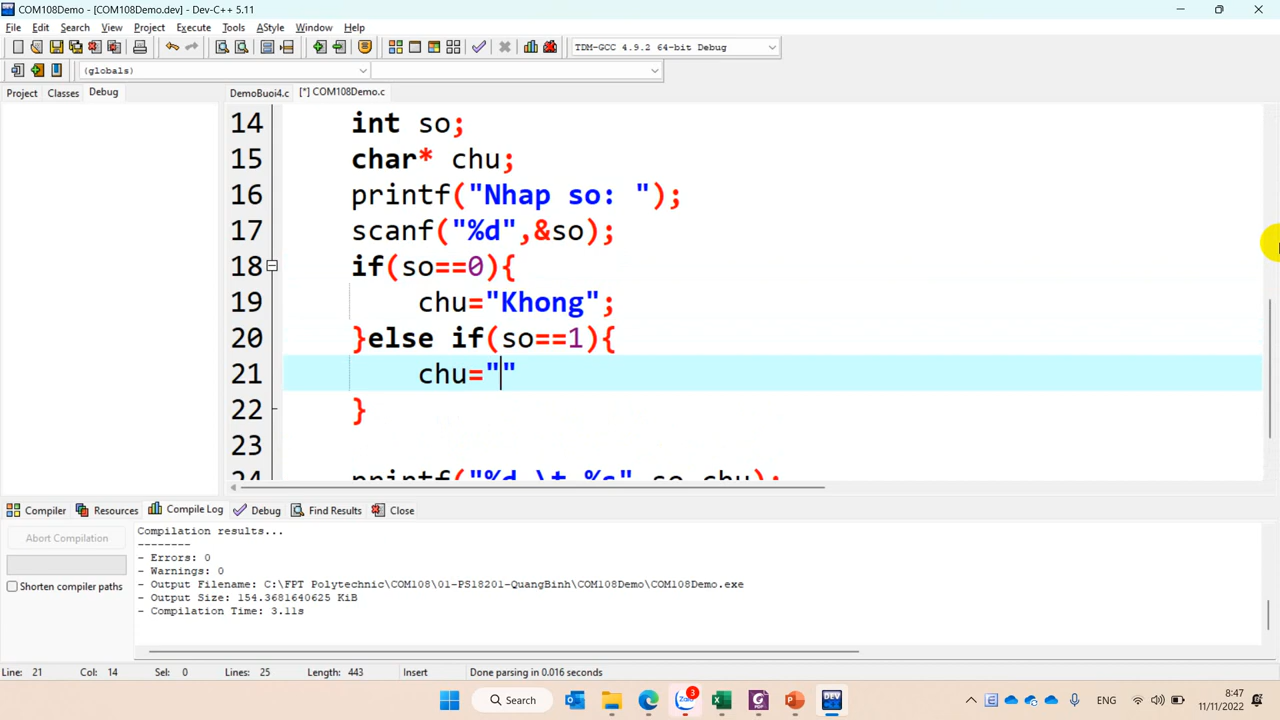 COM108Demo - [COM108Demo.dev] - Dev-C++ 5.11
File Edit Search View Project Execute Tools AStyle Window Help
TDM-GCC 4.9.2 64-bit Debug
(globals)
Project Classes Debug DemoBuoi4.c [*] COM108Demo.c
14 int so;
15 char* chu;
16 printf("Nhap so: ");
17 scanf("%d",&so);
18 if(so==0){
19 chu="Khong";
20 }else if(so==1){
21 chu=""
22 }
23
24 printf("%d \t %s",so,chu);
Compiler Resources Compile Log Debug Find Results Close
Abort Compilation
Shorten compiler paths
Compilation results...
--------
- Errors: 0
- Warnings: 0
- Output Filename: C:\FPT Polytechnic\COM108\01-PS18201-QuangBinh\COM108Demo\COM108Demo.exe
- Output Size: 154.3681640625 KiB
- Compilation Time: 3.11s
Line: 21 Col: 14 Sel: 0 Lines: 25 Length: 443 Insert Done parsing in 0.016 seconds
Search
3
ENG
8:47
11/11/2022
DEV